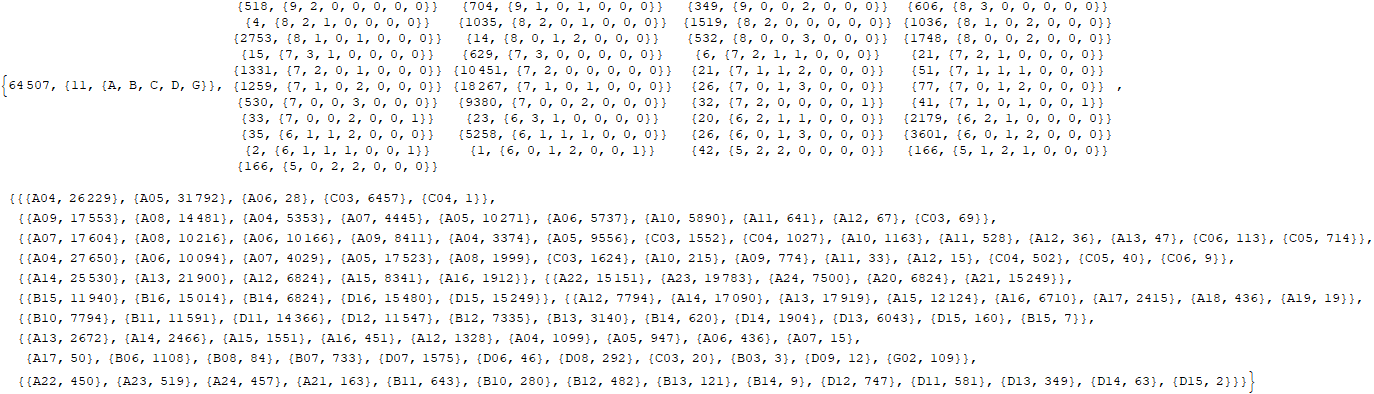 {518, {9, 2, 0, 0, 0, 0, 0}} {704, {9, 1, 0, 1, 0, 0, 0}} {349, {9, 0, 0, 2, 0, 0, 0}} {606, {8, 3, 0, 0, 0, 0, 0}}
{4, {8, 2, 1, 0, 0, 0, 0}} {1035, {8, 2, 0, 1, 0, 0, 0}} {1519, {8, 2, 0, 0, 0, 0, 0}} {1036, {8, 1, 0, 2, 0, 0, 0}}
{2753, {8, 1, 0, 1, 0, 0, 0}} {14, {8, 0, 1, 2, 0, 0, 0}} {532, {8, 0, 0, 3, 0, 0, 0}} {1748, {8, 0, 0, 2, 0, 0, 0}}
{15, {7, 3, 1, 0, 0, 0, 0}} {629, {7, 3, 0, 0, 0, 0, 0}} {6, {7, 2, 1, 1, 0, 0, 0}} {21, {7, 2, 1, 0, 0, 0, 0}}
{1331, {7, 2, 0, 1, 0, 0, 0}} {10451, {7, 2, 0, 0, 0, 0, 0}} {21, {7, 1, 1, 2, 0, 0, 0}} {51, {7, 1, 1, 1, 0, 0, 0}}
{64507, {11, {A, B, C, D, G}}, {1259, {7, 1, 0, 2, 0, 0, 0}} {18267, {7, 1, 0, 1, 0, 0, 0}} {26, {7, 0, 1, 3, 0, 0, 0}} {77, {7, 0, 1, 2, 0, 0, 0}} ,
{530, {7, 0, 0, 3, 0, 0, 0}} {9380, {7, 0, 0, 2, 0, 0, 0}} {32, {7, 2, 0, 0, 0, 0, 1}} {41, {7, 1, 0, 1, 0, 0, 1}}
{33, {7, 0, 0, 2, 0, 0, 1}} {23, {6, 3, 1, 0, 0, 0, 0}} {20, {6, 2, 1, 1, 0, 0, 0}} {2179, {6, 2, 1, 0, 0, 0, 0}}
{35, {6, 1, 1, 2, 0, 0, 0}} {5258, {6, 1, 1, 1, 0, 0, 0}} {26, {6, 0, 1, 3, 0, 0, 0}} {3601, {6, 0, 1, 2, 0, 0, 0}}
{2, {6, 1, 1, 1, 0, 0, 1}} {1, {6, 0, 1, 2, 0, 0, 1}} {42, {5, 2, 2, 0, 0, 0, 0}} {166, {5, 1, 2, 1, 0, 0, 0}}
{166, {5, 0, 2, 2, 0, 0, 0}}
{{{A04, 26229}, {A05, 31792}, {A06, 28}, {C03, 6457}, {C04, 1}},
{{A09, 17553}, {A08, 14481}, {A04, 5353}, {A07, 4445}, {A05, 10271}, {A06, 5737}, {A10, 5890}, {A11, 641}, {A12, 67}, {C03, 69}},
{{A07, 17604}, {A08, 10216}, {A06, 10166}, {A09, 8411}, {A04, 3374}, {A05, 9556}, {C03, 1552}, {C04, 1027}, {A10, 1163}, {A11, 528}, {A12, 36}, {A13, 47}, {C06, 113}, {C05, 714}},
{{A04, 27650}, {A06, 10094}, {A07, 4029}, {A05, 17523}, {A08, 1999}, {C03, 1624}, {A10, 215}, {A09, 774}, {A11, 33}, {A12, 15}, {C04, 502}, {C05, 40}, {C06, 9}},
{{A14, 25530}, {A13, 21900}, {A12, 6824}, {A15, 8341}, {A16, 1912}}, {{A22, 15151}, {A23, 19783}, {A24, 7500}, {A20, 6824}, {A21, 15249}},
{{B15, 11940}, {B16, 15014}, {B14, 6824}, {D16, 15480}, {D15, 15249}}, {{A12, 7794}, {A14, 17090}, {A13, 17919}, {A15, 12124}, {A16, 6710}, {A17, 2415}, {A18, 436}, {A19, 19}},
{{B10, 7794}, {B11, 11591}, {D11, 14366}, {D12, 11547}, {B12, 7335}, {B13, 3140}, {B14, 620}, {D14, 1904}, {D13, 6043}, {D15, 160}, {B15, 7}},
{{A13, 2672}, {A14, 2466}, {A15, 1551}, {A16, 451}, {A12, 1328}, {A04, 1099}, {A05, 947}, {A06, 436}, {A07, 15},
{A17, 50}, {B06, 1108}, {B08, 84}, {B07, 733}, {D07, 1575}, {D06, 46}, {D08, 292}, {C03, 20}, {B03, 3}, {D09, 12}, {G02, 109}},
{{A22, 450}, {A23, 519}, {A24, 457}, {A21, 163}, {B11, 643}, {B10, 280}, {B12, 482}, {B13, 121}, {B14, 9}, {D12, 747}, {D11, 581}, {D13, 349}, {D14, 63}, {D15, 2}}}}